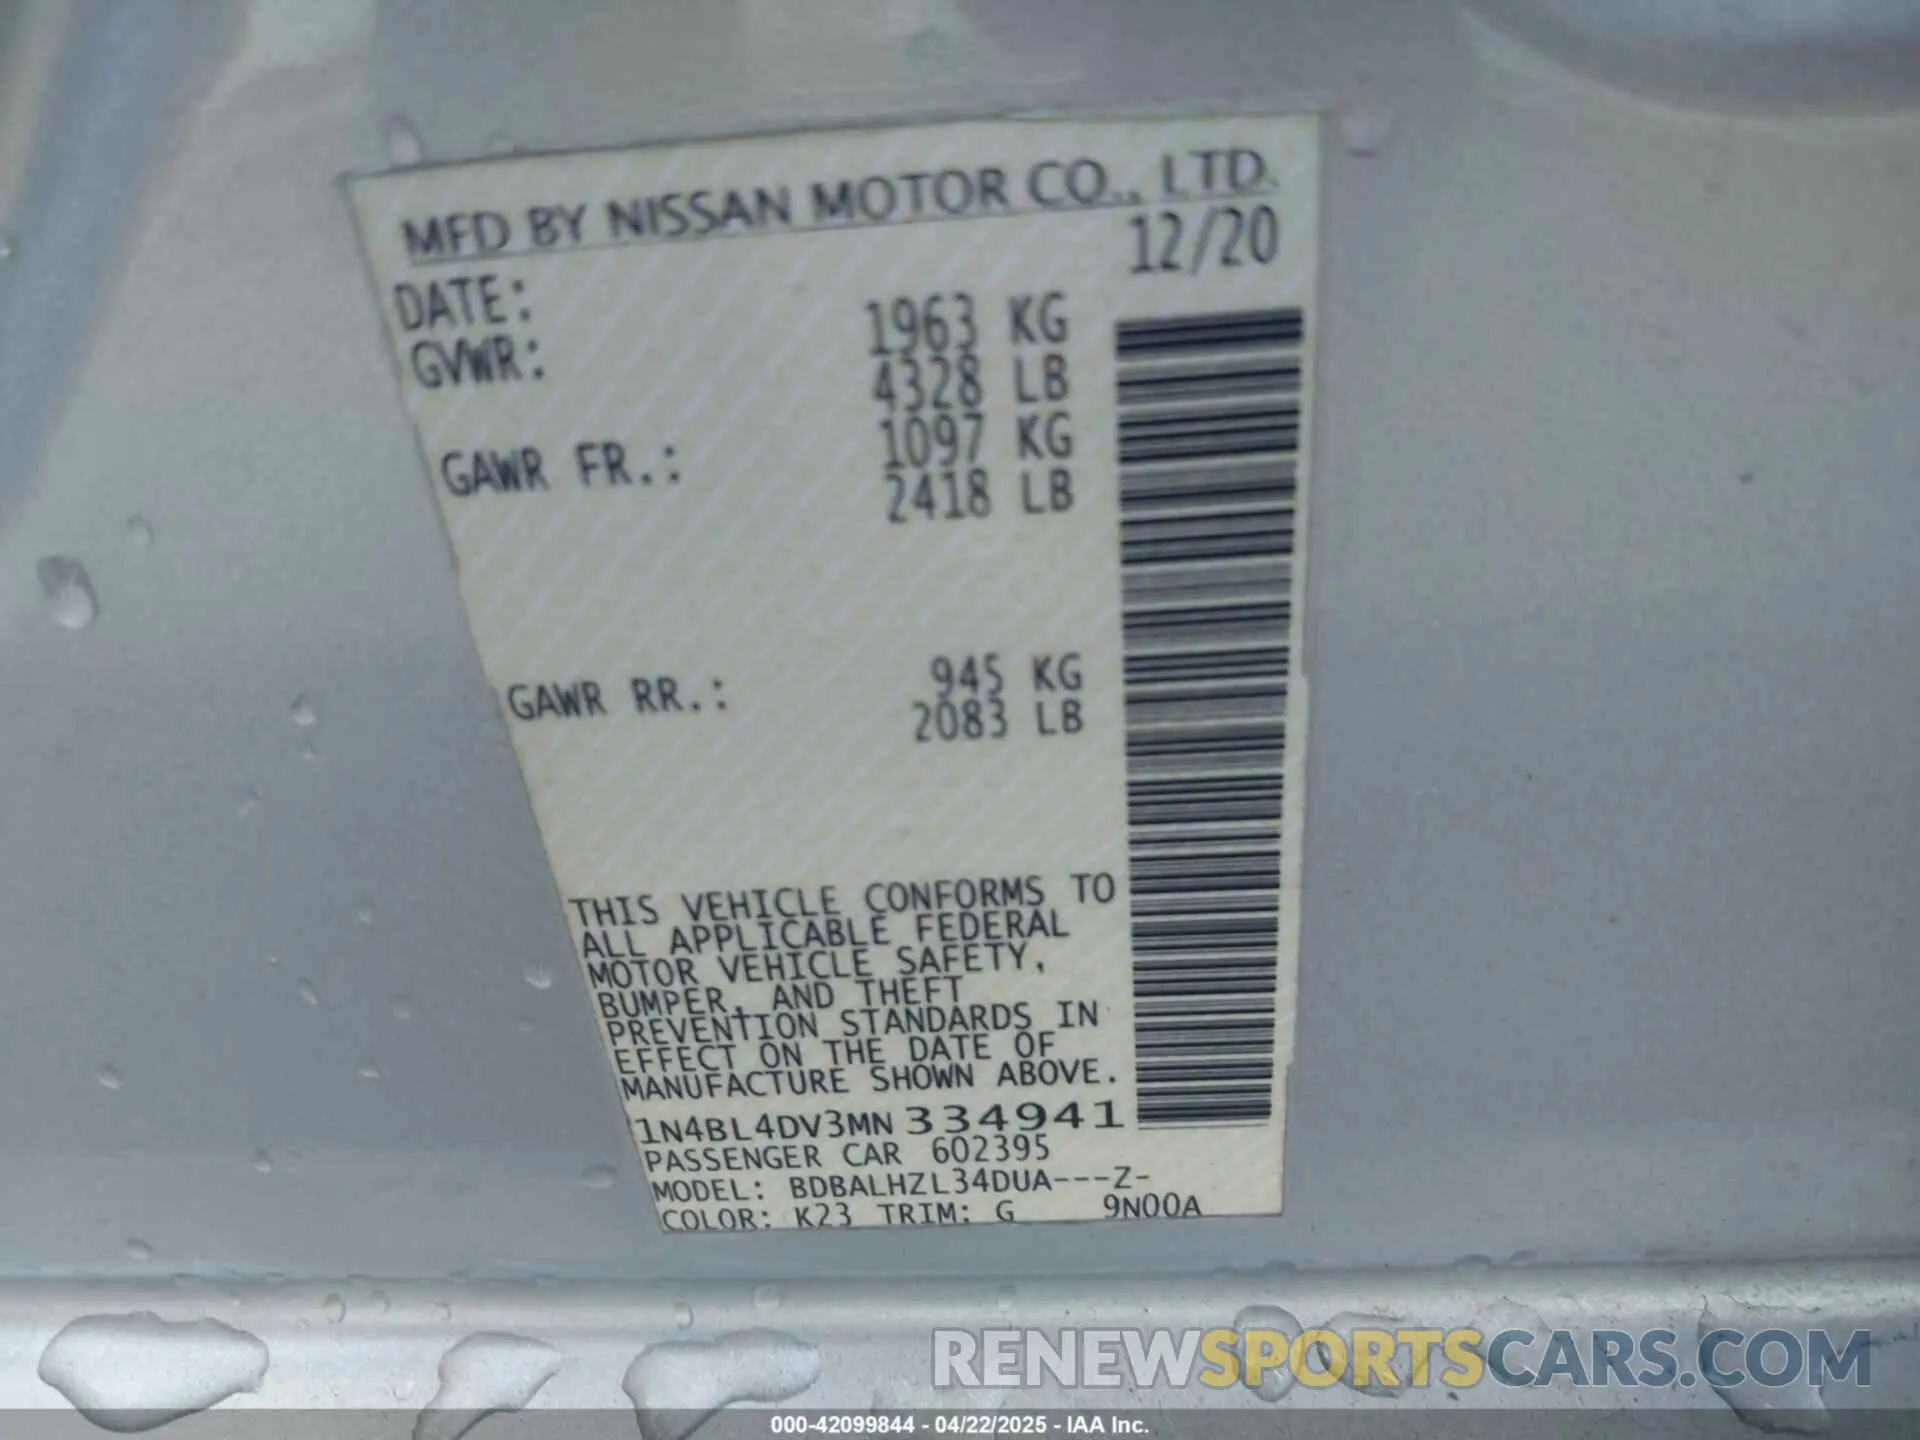 MFD BY NISSAN MOTOR CO., LTD.
DATE: 12/20
GVWR: 1963 KG
4328 LB
GAWR FR.: 1097 KG
2418 LB
GAWR RR.: 945 KG
2083 LB
THIS VEHICLE CONFORMS TO
ALL APPLICABLE FEDERAL
MOTOR VEHICLE SAFETY,
BUMPER, AND THEFT
PREVENTION STANDARDS IN
EFFECT ON THE DATE OF
MANUFACTURE SHOWN ABOVE.
1N4BL4DV3MN334941
PASSENGER CAR 602395
MODEL: BDBALHZL34DUA---Z-
COLOR: K23 TRIM: G 9N00A
RENEWSPORTSCARS.COM
000-42099844 - 04/22/2025 - IAA Inc.